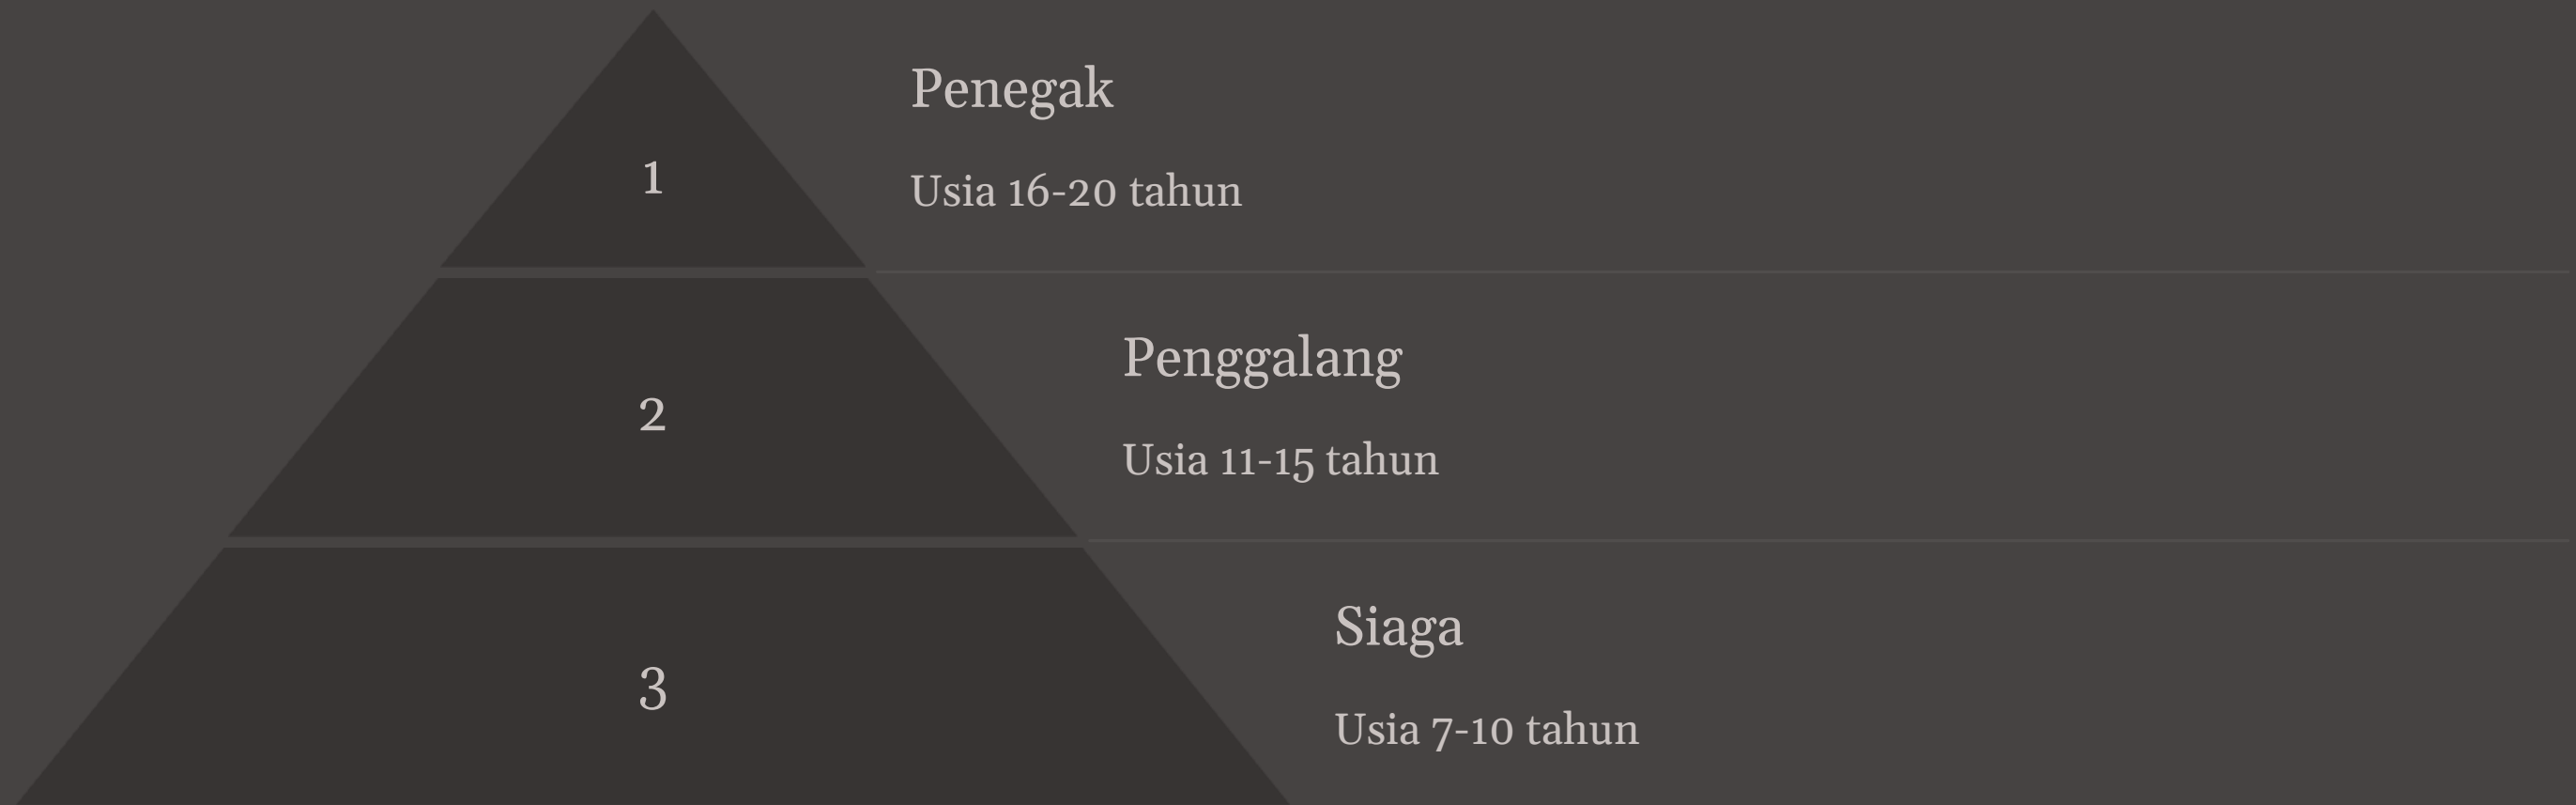 1
Penegak
Usia 16-20 tahun
2
Penggalang
Usia 11-15 tahun
3
Siaga
Usia 7-10 tahun